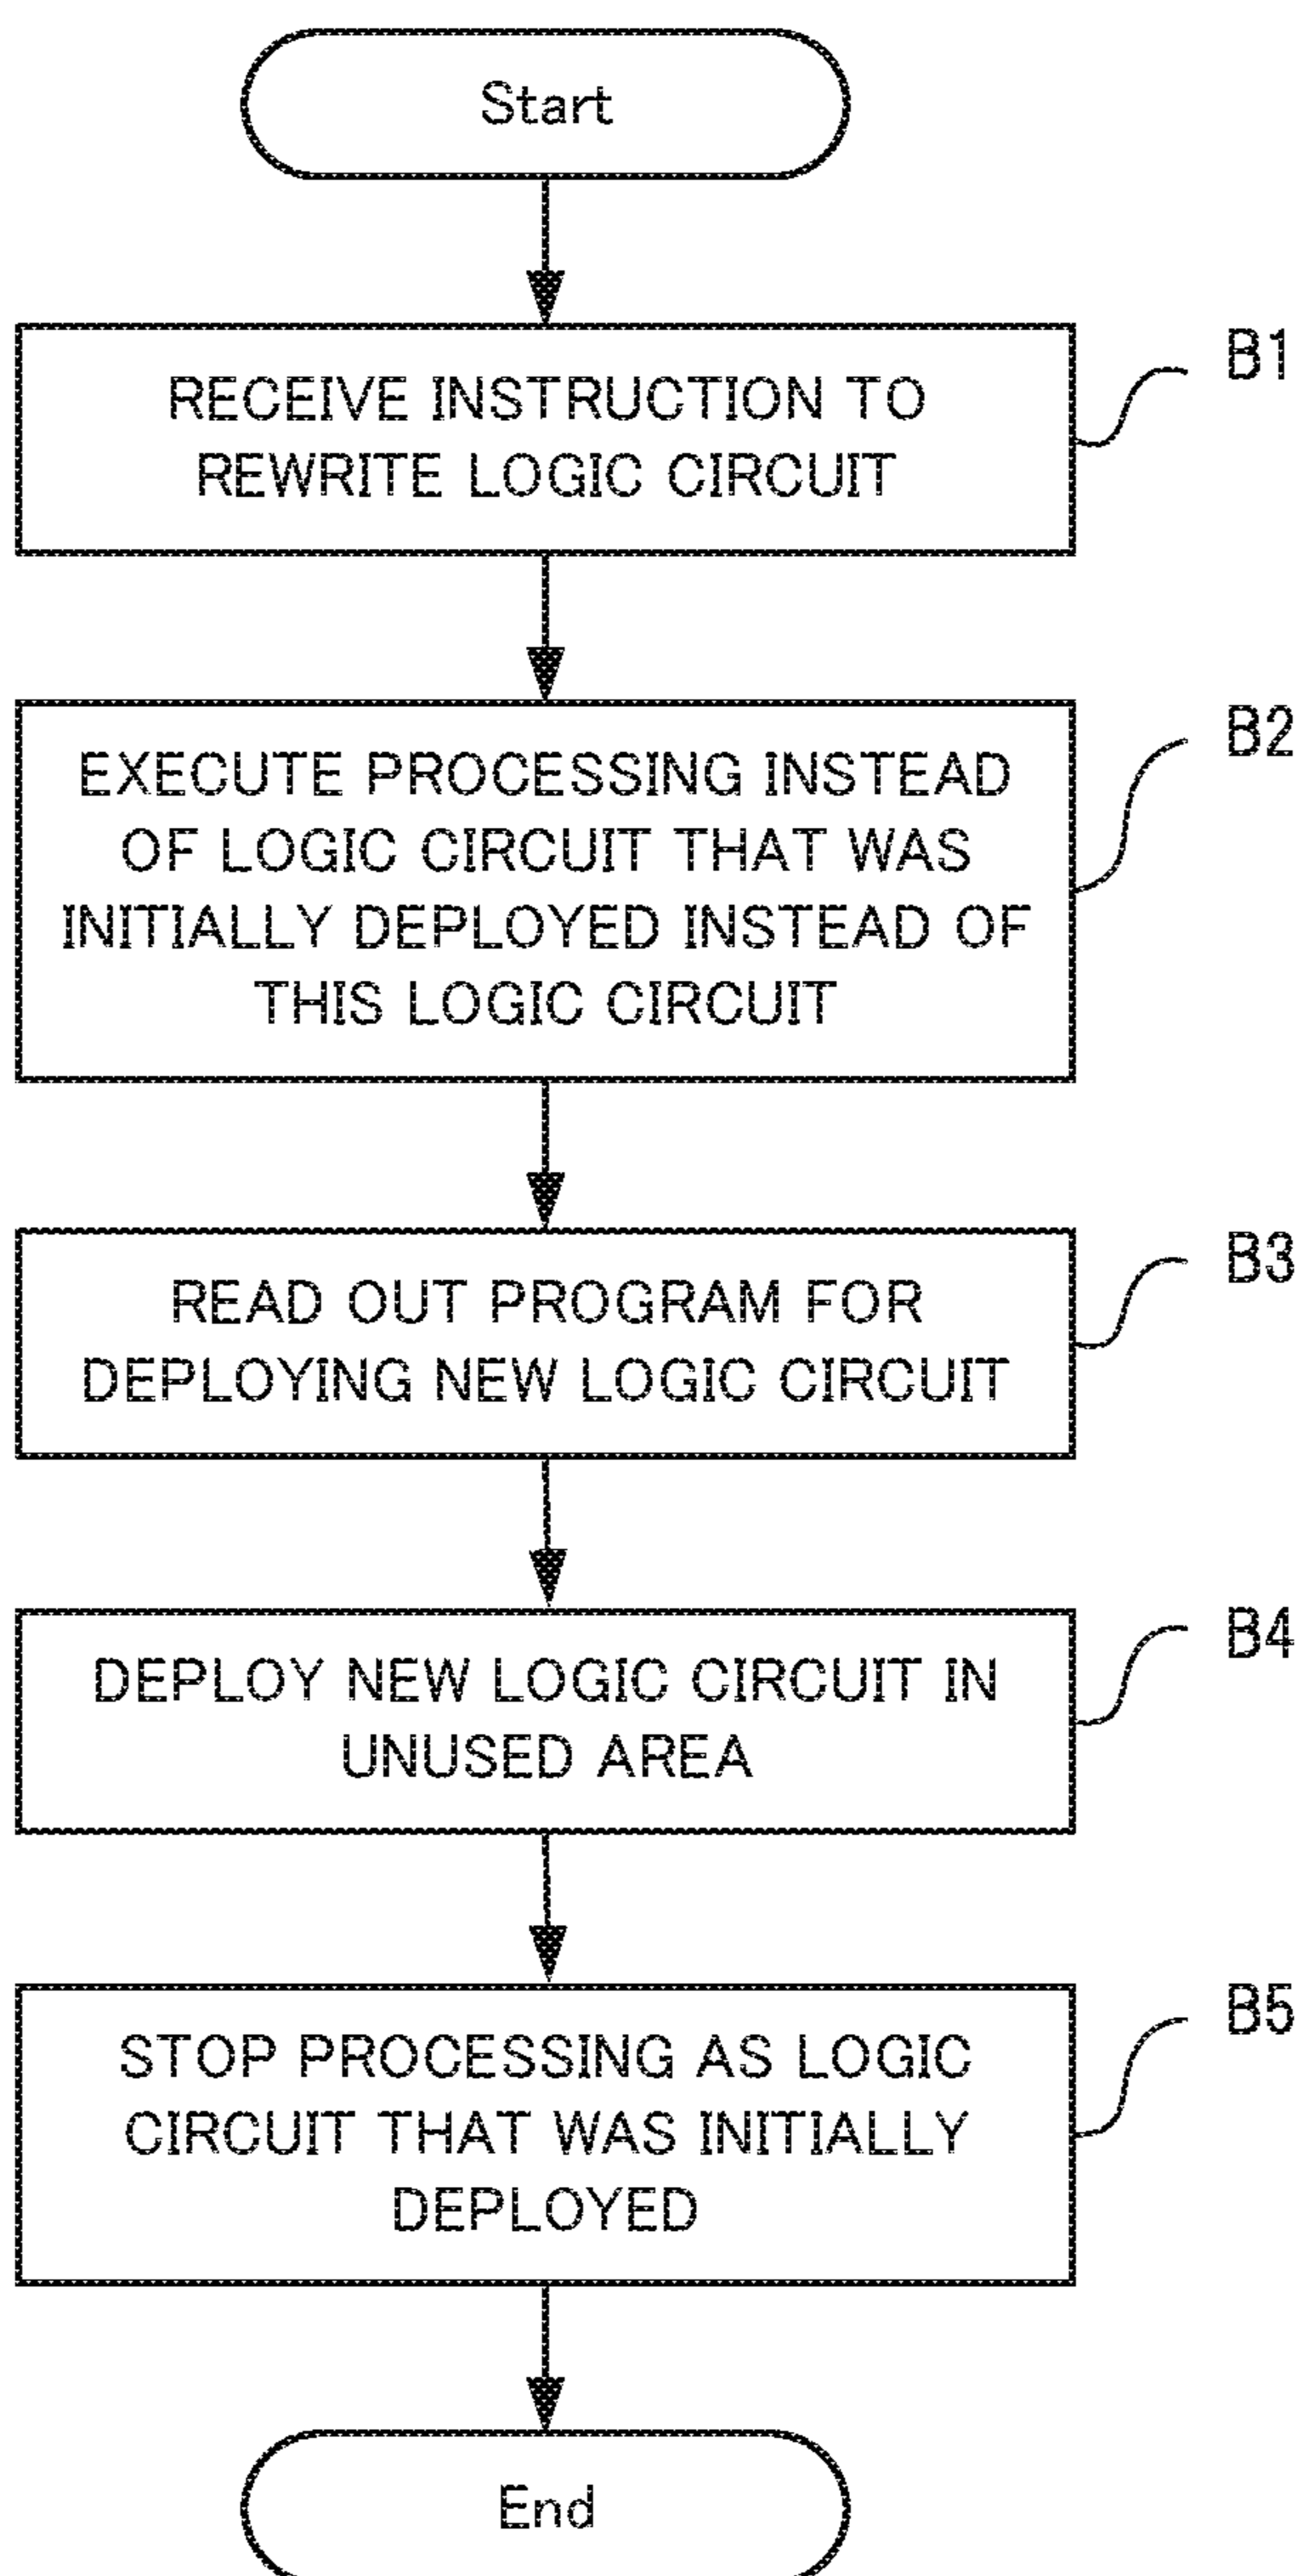 Start
B1
RECEIVE INSTRUCTION TO
REWRITE LOGIC CIRCUIT
B2
EXECUTE PROCESSING INSTEAD
OF LOGIC CIRCUIT THAT WAS
INITIALLY DEPLOYED INSTEAD OF
THIS LOGIC CIRCUIT
B3
READ OUT PROGRAM FOR
DEPLOYING NEW LOGIC CIRCUIT
B4
DEPLOY NEW LOGIC CIRCUIT IN
UNUSED AREA
B5
STOP PROCESSING AS LOGIC
CIRCUIT THAT WAS INITIALLY
DEPLOYED
End